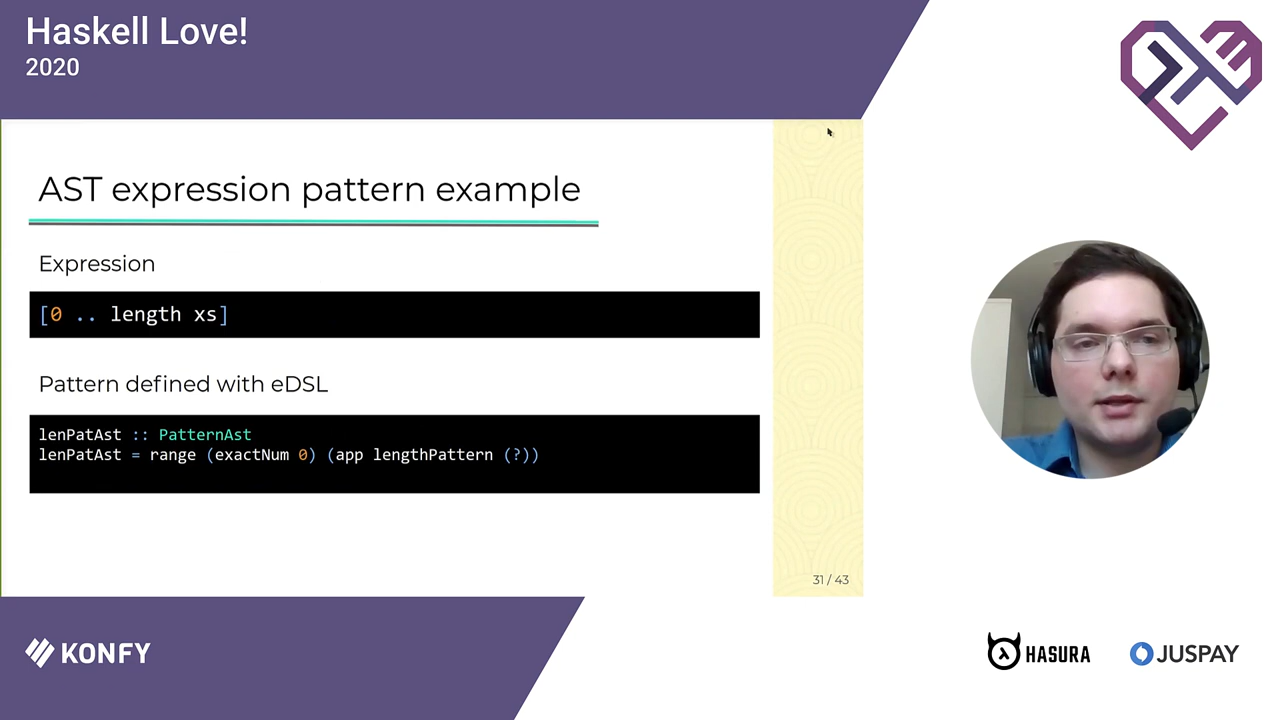 Haskell Love!
2020
AST expression pattern example
Expression
[0 .. length xs]
Pattern defined with eDSL
lenPatAst :: PatternAst
lenPatAst = range (exactNum 0) (app lengthPattern (?))
31 / 43
KONFY
HASURA
JUSPAY